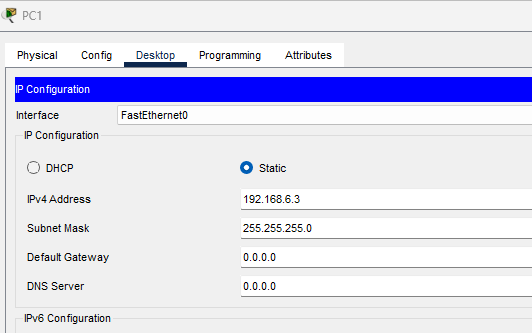 PC1
Physical Config Desktop Programming Attributes
IP Configuration
Interface FastEthernet0
IP Configuration
DHCP Static
IPv4 Address 192.168.6.3
Subnet Mask 255.255.255.0
Default Gateway 0.0.0.0
DNS Server 0.0.0.0
IPv6 Configuration